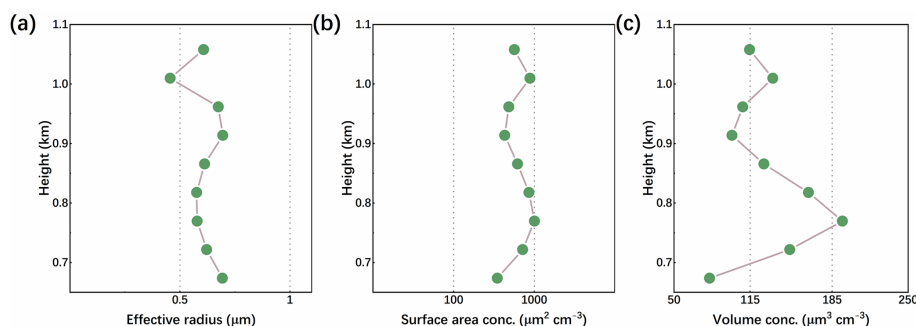 (a)
1.1
1.0
0.9
0.8
0.7
Height (km)
0.5 1
Effective radius (μm)
(b)
1.1
1.0
0.9
0.8
0.7
Height (km)
100 1000
Surface area conc. (μm² cm⁻³)
(c)
1.1
1.0
0.9
0.8
0.7
Height (km)
50 115 185 250
Volume conc. (μm³ cm⁻³)